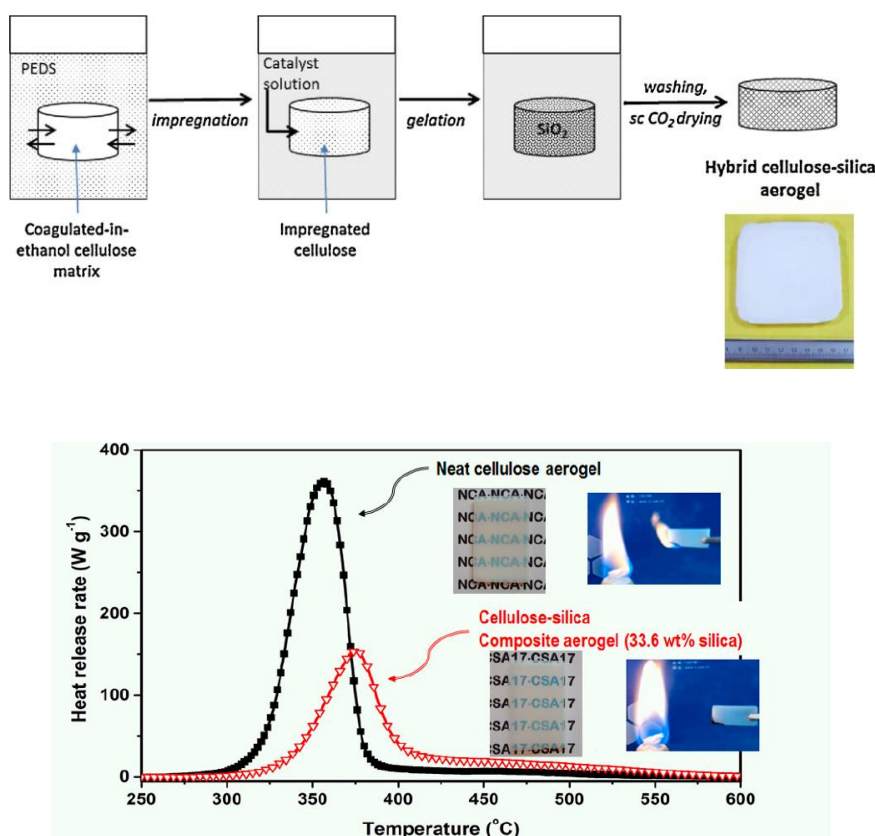 PEDS
Catalyst
solution
SiO₂
impregnation
gelation
washing,
sc CO₂ drying
Coagulated-in-
ethanol cellulose
matrix
Impregnated
cellulose
Hybrid cellulose-silica
aerogel
400
300
200
100
0
Heat release rate (W g⁻¹)
250
300
350
400
450
500
550
600
Temperature (°C)
Neat cellulose aerogel
NCA-NCA-NCA
NCA-NCA-NCA
NCA-NCA-NCA
NCA-NCA-NCA
NCA-NCA-NCA
Cellulose-silica
Composite aerogel (33.6 wt% silica)
CSA17-CSA17
CSA17-CSA17
CSA17-CSA17
CSA17-CSA17
CSA17-CSA17